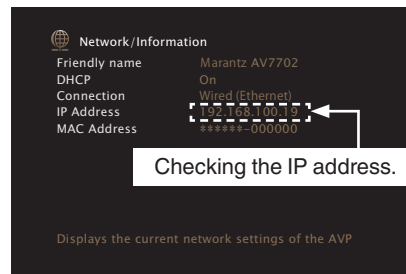 Network/Information
Friendly name Marantz AV7702
DHCP On
Connection Wired (Ethernet)
IP Address 192.168.100.19
MAC Address ******-000000
Checking the IP address.
Displays the current network settings of the AVP